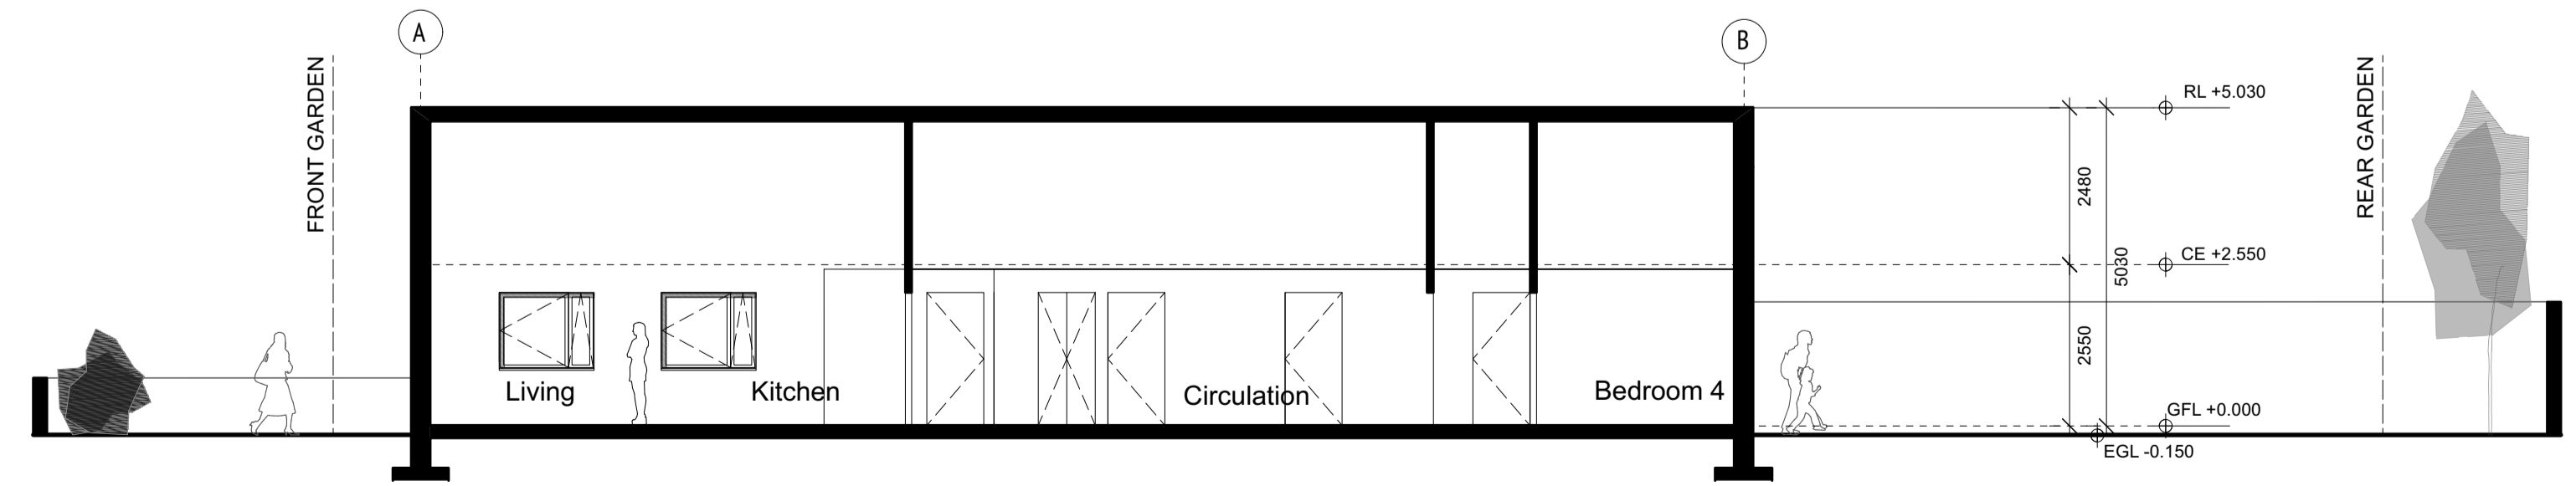 A
B
FRONT GARDEN
REAR GARDEN
RL +5.030
2480
CE +2.550
5030
2550
Living
Kitchen
Circulation
Bedroom 4
GFL +0.000
EGL -0.150